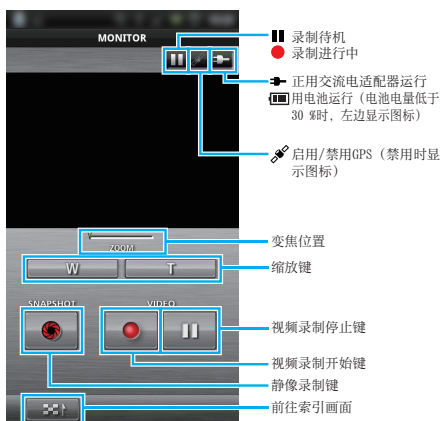 MONITOR
录制待机
录制进行中
正用交流电适配器运行
用电池运行（电池电量低于
30 %时，左边显示图标）
启用/禁用GPS（禁用时显
示图标）
ZOOM
变焦位置
W
T
缩放键
SNAPSHOT
VIDEO
视频录制停止键
视频录制开始键
静像录制键
前往索引画面